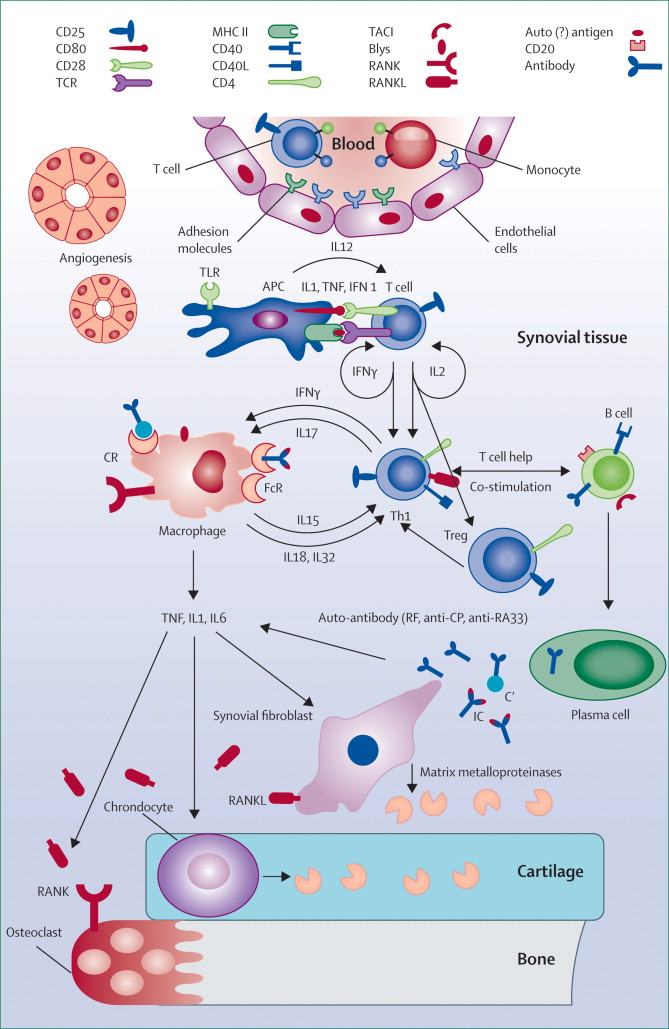 CD25
CD80
CD28
TCR
MHC II
CD40
CD40L
CD4
TACI
Blys
RANK
RANKL
Auto (?) antigen
CD20
Antibody
Blood
T cell
Monocyte
Adhesion
molecules
Endothelial
cells
Angiogenesis
IL12
TLR
APC
IL1, TNF, IFN 1
T cell
Synovial tissue
IFNγ
IL2
IFNγ
IL17
B cell
CR
FcR
T cell help
Co-stimulation
Macrophage
IL15
IL18, IL32
Th1
Treg
TNF, IL1, IL6
Auto-antibody (RF, anti-CP, anti-RA33)
Synovial fibroblast
C'
IC
Plasma cell
Matrix metalloproteinases
RANKL
Chrondocyte
Cartilage
RANK
Osteoclast
Bone